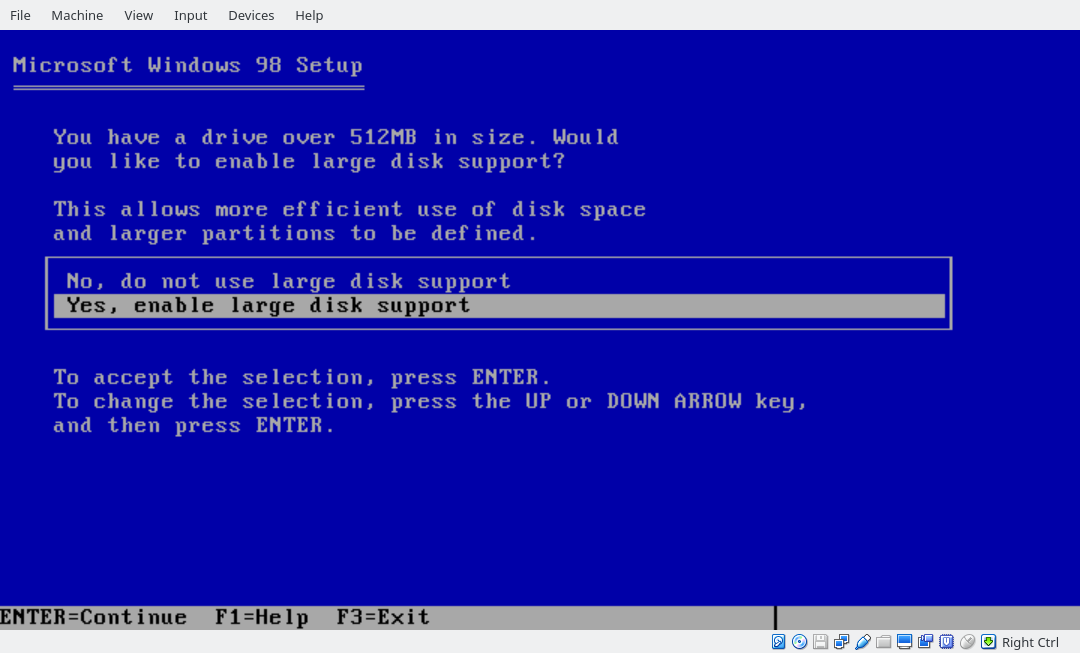 File Machine View Input Devices Help
Microsoft Windows 98 Setup
You have a drive over 512MB in size. Would
you like to enable large disk support?
This allows more efficient use of disk space
and larger partitions to be defined.
No, do not use large disk support
Yes, enable large disk support
To accept the selection, press ENTER.
To change the selection, press the UP or DOWN ARROW key,
and then press ENTER.
ENTER=Continue F1=Help F3=Exit
Right Ctrl